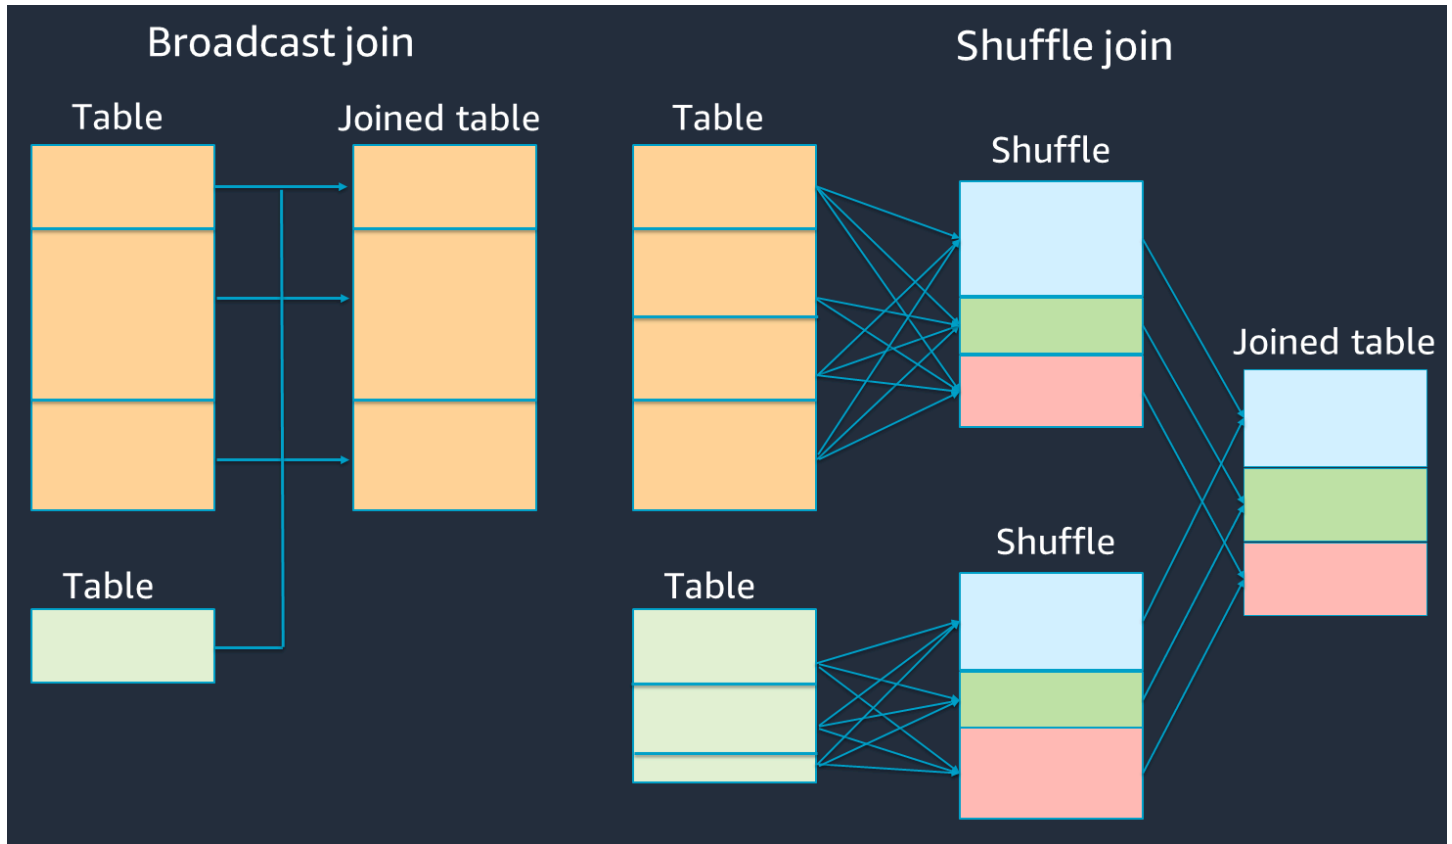 Broadcast join
Table
Joined table
Table
Shuffle join
Table
Shuffle
Joined table
Shuffle
Table